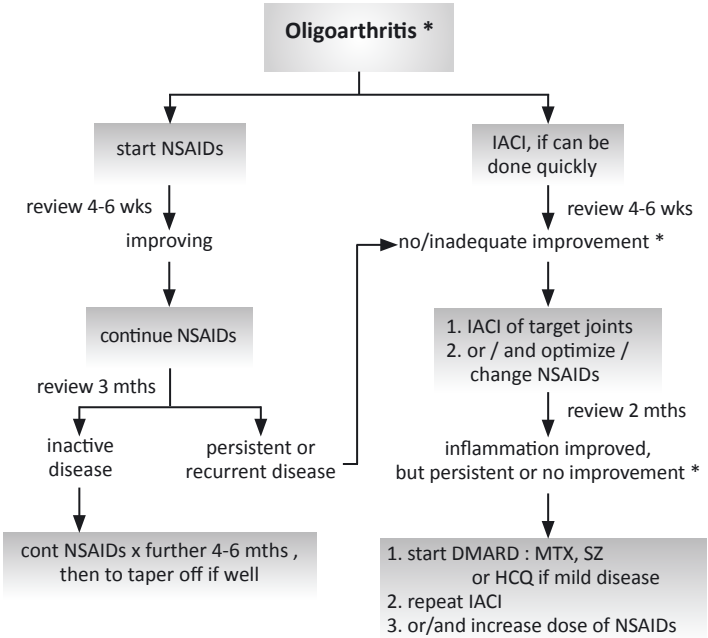 Oligoarthritis *
start NSAIDs
review 4-6 wks
improving
continue NSAIDs
review 3 mths
inactive
disease
persistent or
recurrent disease
cont NSAIDs x further 4-6 mths ,
then to taper off if well
IACI, if can be
done quickly
review 4-6 wks
no/inadequate improvement *
1. IACI of target joints
2. or / and optimize /
change NSAIDs
review 2 mths
inflammation improved,
but persistent or no improvement *
1. start DMARD : MTX, SZ
or HCQ if mild disease
2. repeat IACI
3. or/and increase dose of NSAIDs